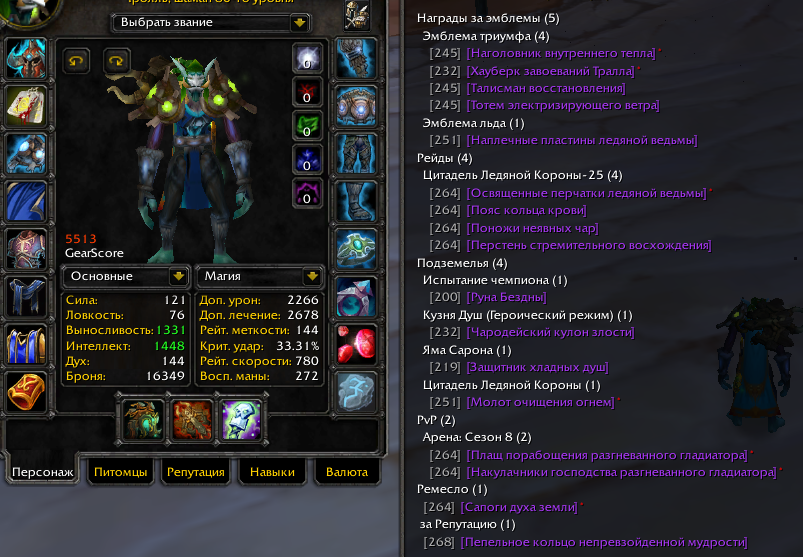 Тролль, шаман 80-го уровня
Выбрать звание
0
0
0
0
0
5513
GearScore
Основные
Магия
Сила: 121
Ловкость: 76
Выносливость: 1331
Интеллект: 1448
Дух: 144
Броня: 16349
Доп. урон: 2266
Доп. лечение: 2678
Рейт. меткости: 144
Крит. удар: 33.31%
Рейт. скорости: 780
Восп. маны: 272
Персонаж
Питомцы
Репутация
Навыки
Валюта
Награды за эмблемы (5)
Эмблема триумфа (4)
[245] [Наголовник внутреннего тепла]*
[232] [Хауберк завоеваний Тралла]*
[245] [Талисман восстановления]
[245] [Тотем электризирующего ветра]
Эмблема льда (1)
[251] [Наплечные пластины ледяной ведьмы]
Рейды (4)
Цитадель Ледяной Короны-25 (4)
[264] [Освященные перчатки ледяной ведьмы]*
[264] [Пояс кольца крови]
[264] [Поножи неявных чар]
[264] [Перстень стремительного восхождения]
Подземелья (4)
Испытание чемпиона (1)
[200] [Руна Бездны]
Кузня Душ (Героический режим) (1)
[232] [Чародейский кулон злости]
Яма Сарона (1)
[219] [Защитник хладных душ]
Цитадель Ледяной Короны (1)
[251] [Молот очищения огнем]*
PvP (2)
Арена: Сезон 8 (2)
[264] [Плащ порабощения разгневанного гладиатора]*
[264] [Накулачники господства разгневанного гладиатора]*
Ремесло (1)
[264] [Сапоги духа земли]*
за Репутацию (1)
[268] [Пепельное кольцо непревзойденной мудрости]